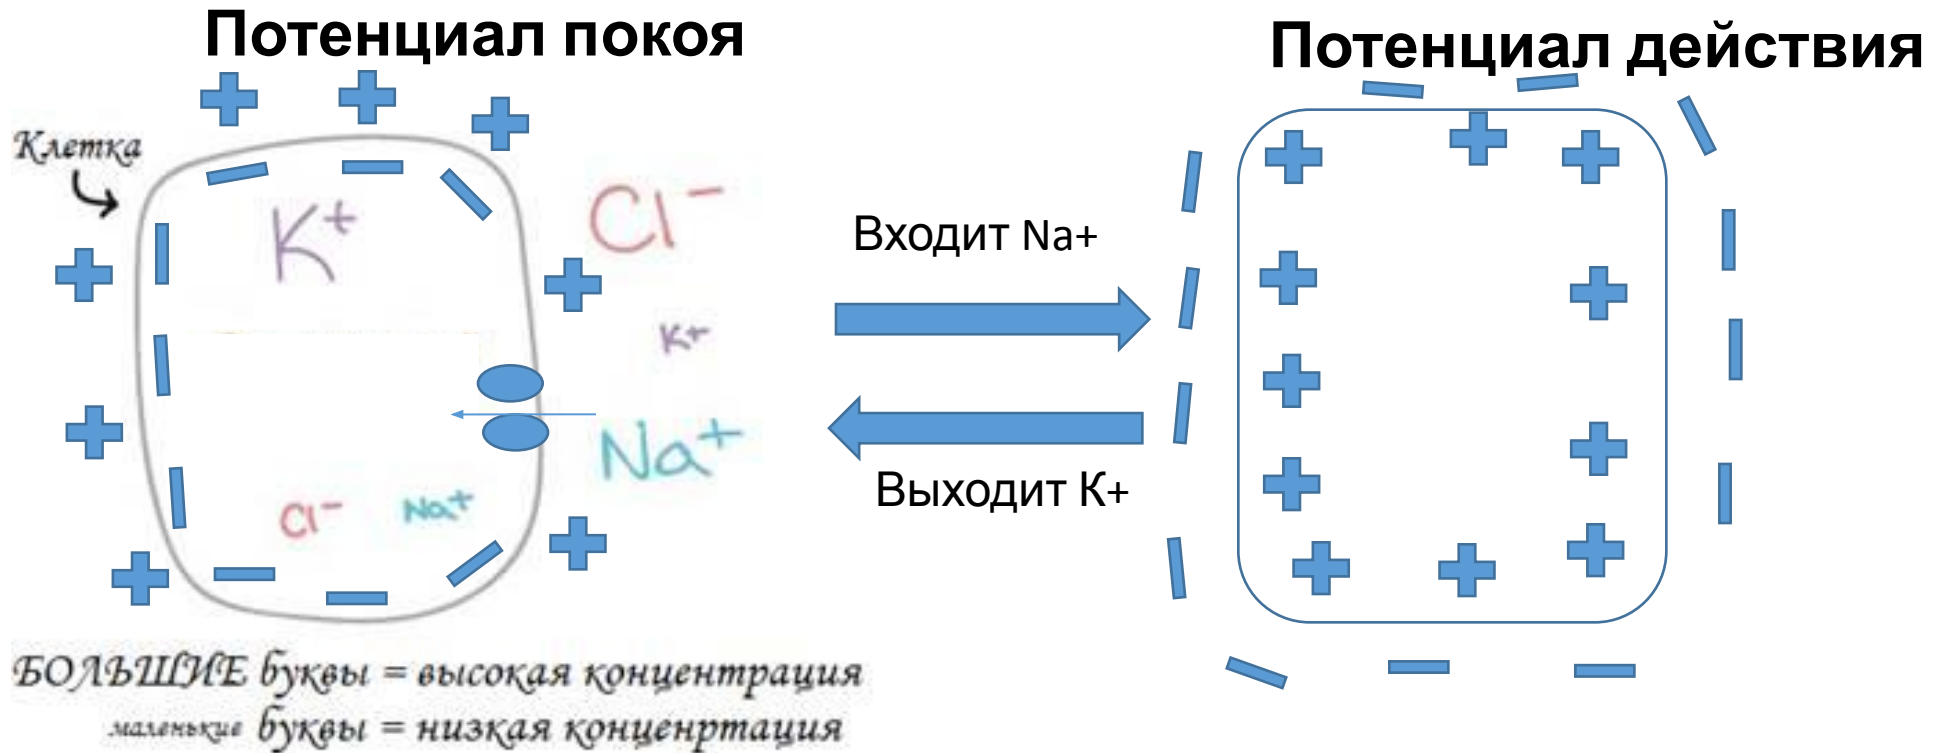 Потенциал покоя
Потенциал действия
Клетка
K+
Cl−
K+
Na+
Cl−
Na+
Входит Na+
Выходит К+
БОЛЬШИЕ буквы = высокая концентрация
маленькие буквы = низкая конценртация